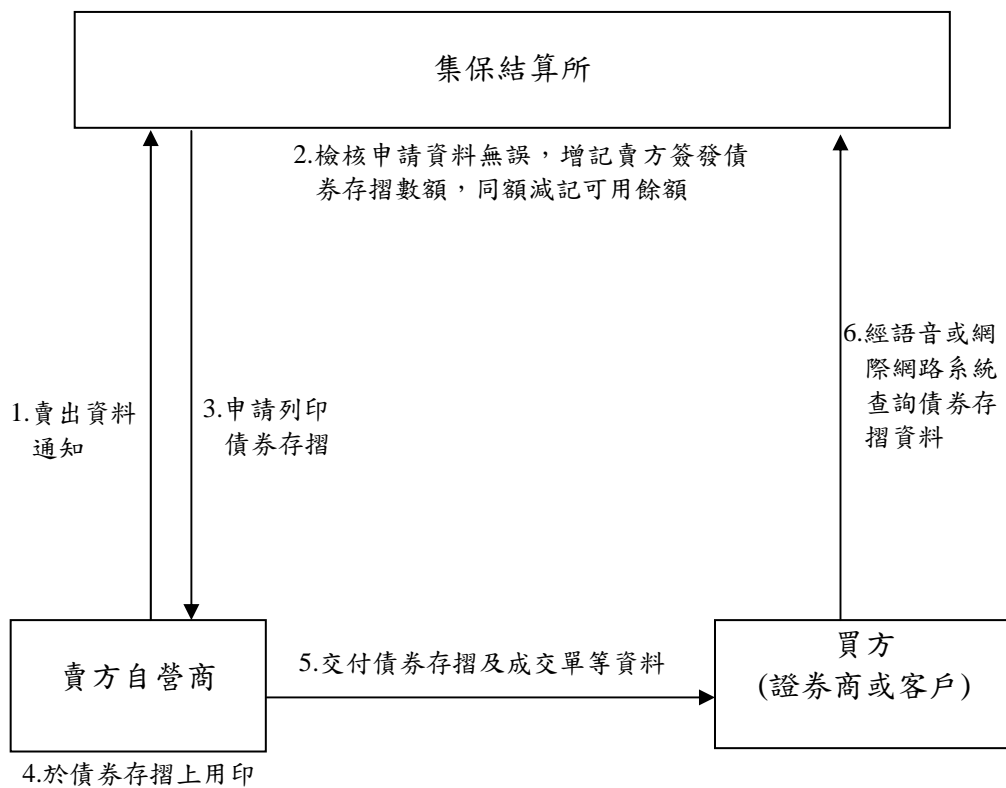 集保結算所
2.檢核申請資料無誤，增記賣方簽發債
券存摺數額，同額減記可用餘額
1.賣出資料
通知
3.申請列印
債券存摺
6.經語音或網
際網路系統
查詢債券存
摺資料
賣方自營商
5.交付債券存摺及成交單等資料
買方
(證券商或客戶)
4.於債券存摺上用印